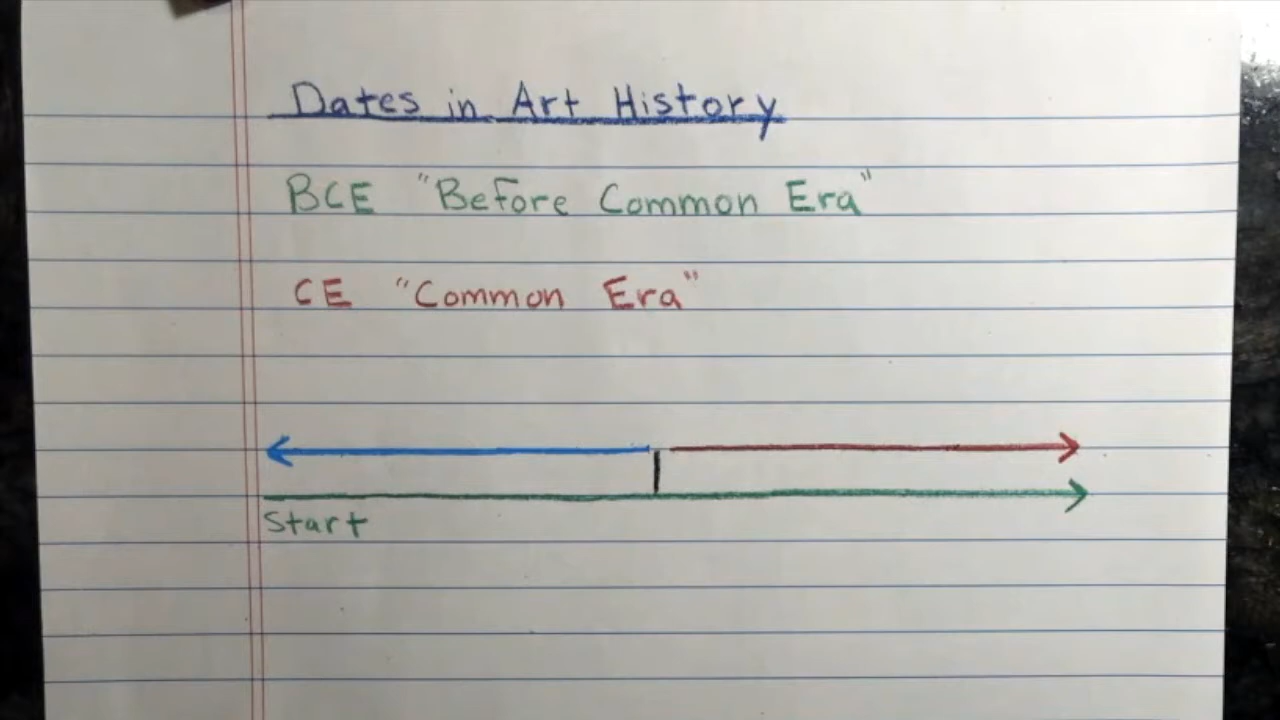 Dates in Art History
BCE "Before Common Era"
CE "Common Era"
Start